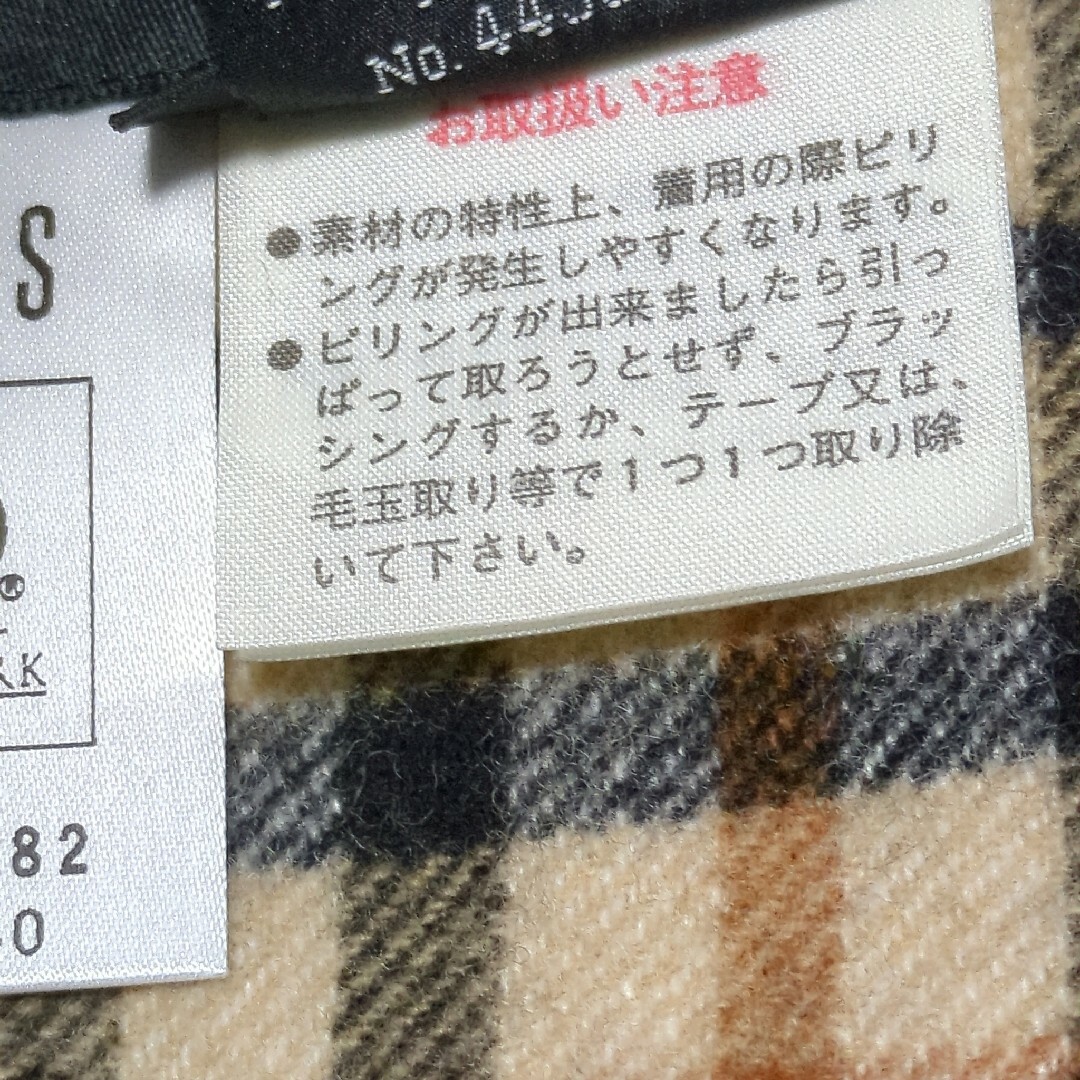 お取扱い注意
●素材の特性上、着用の際ピリ
ングが発生しやすくなります。
●ピリングが出来ましたら引っ
ぱって取ろうとせず、ブラッ
シングするか、テープ又は、
毛玉取り等で1つ1つ取り除
いて下さい。
No.
S
82